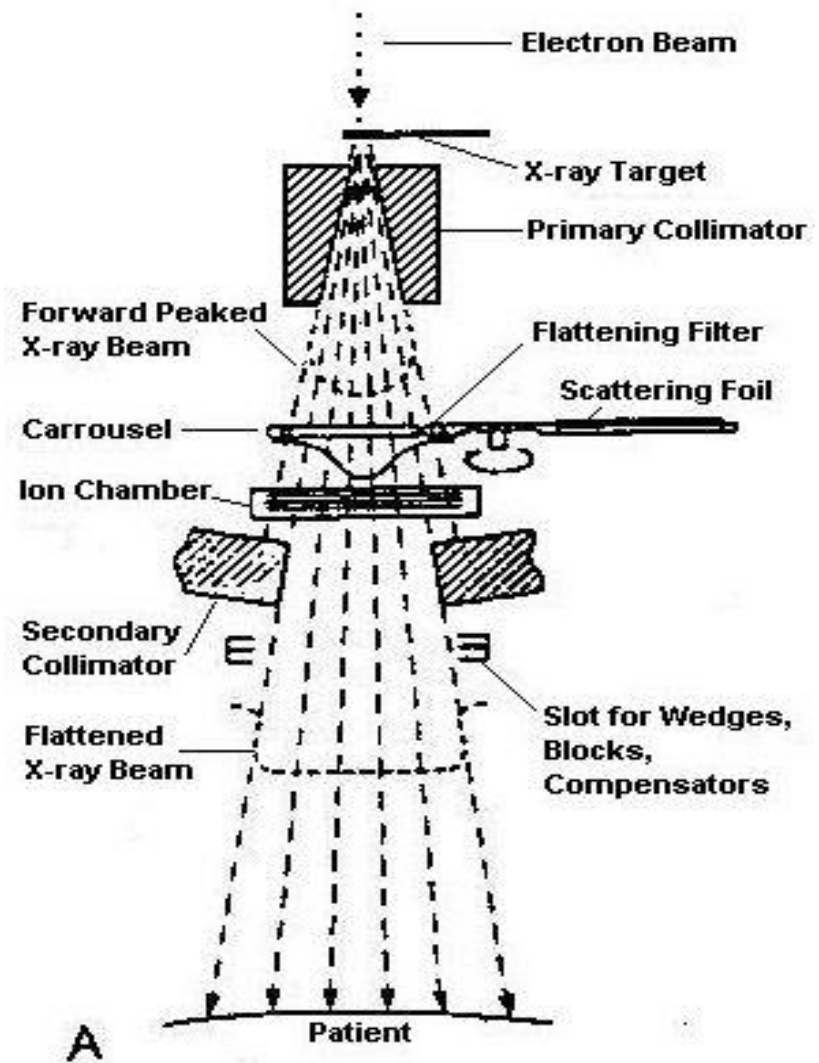 Electron Beam
X-ray Target
Primary Collimator
Forward Peaked
X-ray Beam
Flattening Filter
Scattering Foil
Carrousel
Ion Chamber
Secondary
Collimator
Slot for Wedges,
Blocks,
Compensators
Flattened
X-ray Beam
Patient
A